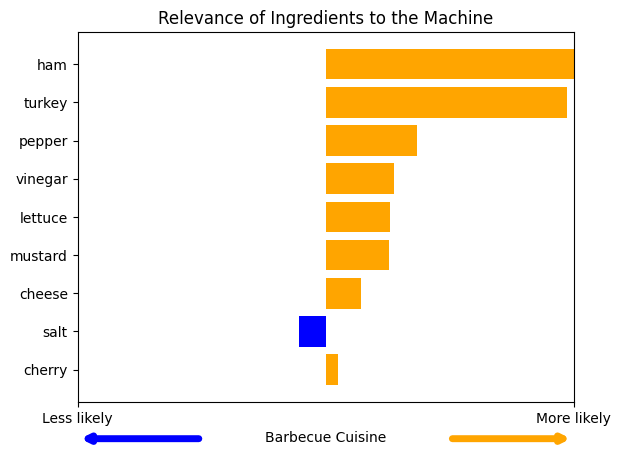 Relevance of Ingredients to the Machine
ham
turkey
pepper
vinegar
lettuce
mustard
cheese
salt
cherry
Less likely More likely
Barbecue Cuisine